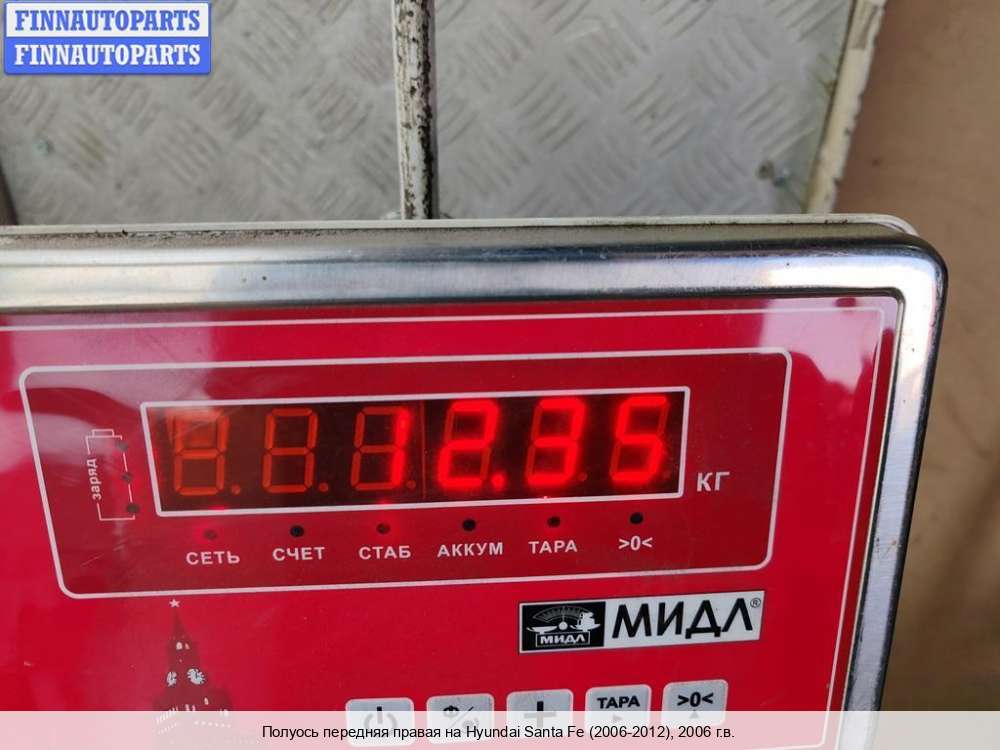 FINNAUTOPARTS
FINNAUTOPARTS
заряд
12.35
КГ
СЕТЬ СЧЕТ СТАБ АККУМ ТАРА >0<
МИДЛ МИДЛ®
Ф/% + ТАРА >0<
Полуось передняя правая на Hyundai Santa Fe (2006-2012), 2006 г.в.